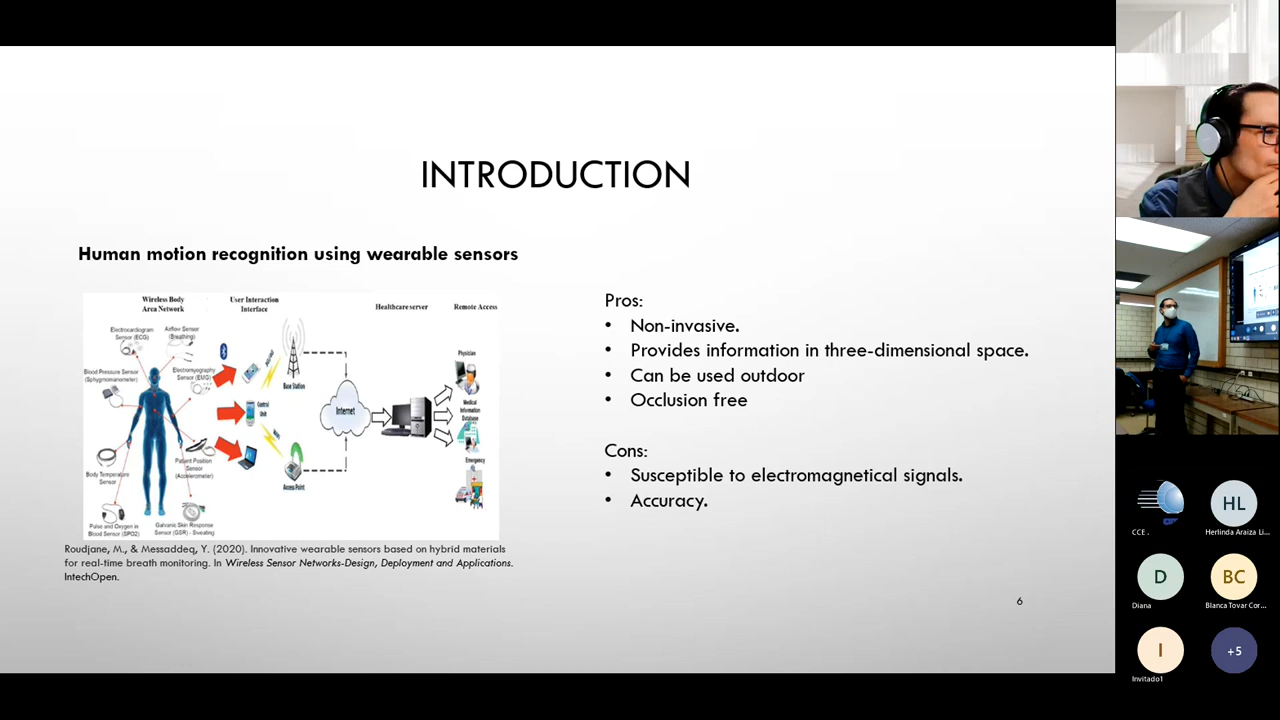 INTRODUCTION
Human motion recognition using wearable sensors
Wireless Body
Area Network
User Interaction
Interface
Healthcare server
Remote Access
Electrocardiogram
Sensor (ECG)
Airflow Sensor
(Breathing)
Blood Pressure Sensor
(Sphygmomanometer)
Electromyography
Sensor (EMG)
Body Temperature
Sensor
Patient Position
Sensor
(Accelerometer)
Pulse and Oxygen in
Blood Sensor (SPO2)
Galvanic Skin Response
Sensor (GSR) - Sweating
Control
Unit
Base Station
Access Point
Internet
Physician
Medical
Information
Database
Emergency
Roudjane, M., & Messaddeq, Y. (2020). Innovative wearable sensors based on hybrid materials
for real-time breath monitoring. In Wireless Sensor Networks-Design, Deployment and Applications.
IntechOpen.
Pros:
• Non-invasive.
• Provides information in three-dimensional space.
• Can be used outdoor
• Occlusion free
Cons:
• Susceptible to electromagnetical signals.
• Accuracy.
6
CCE .
HL
Herlinda Araiza Li...
D
Diana
BC
Blanca Tovar Cor...
I
Invitado1
+5